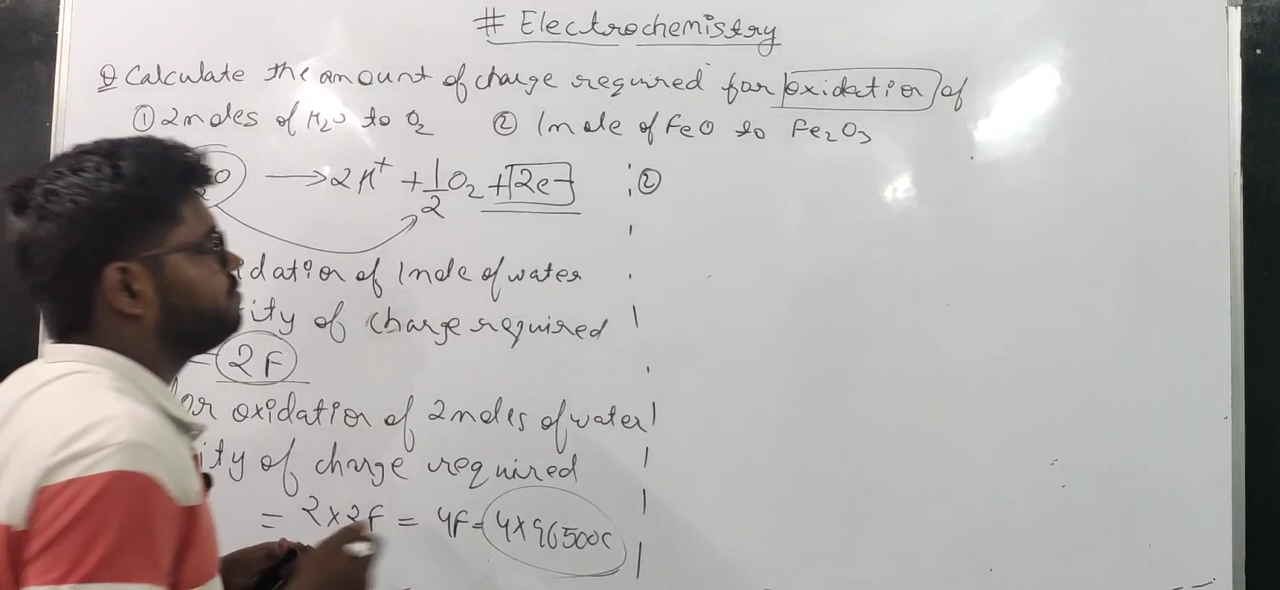 # Electrochemistry
Q Calculate the amount of charge required for oxidation of
① 2 moles of H₂O to O₂ ② 1 mole of FeO to Fe₂O₃
O ⟶ 2H⁺ + 1/2 O₂ + 2e⁻
dation of 1 mole of water
ity of charge required
= 2F
or oxidation of 2 moles of water
ity of charge required
= 2×2F = 4F = 4×96500C
②